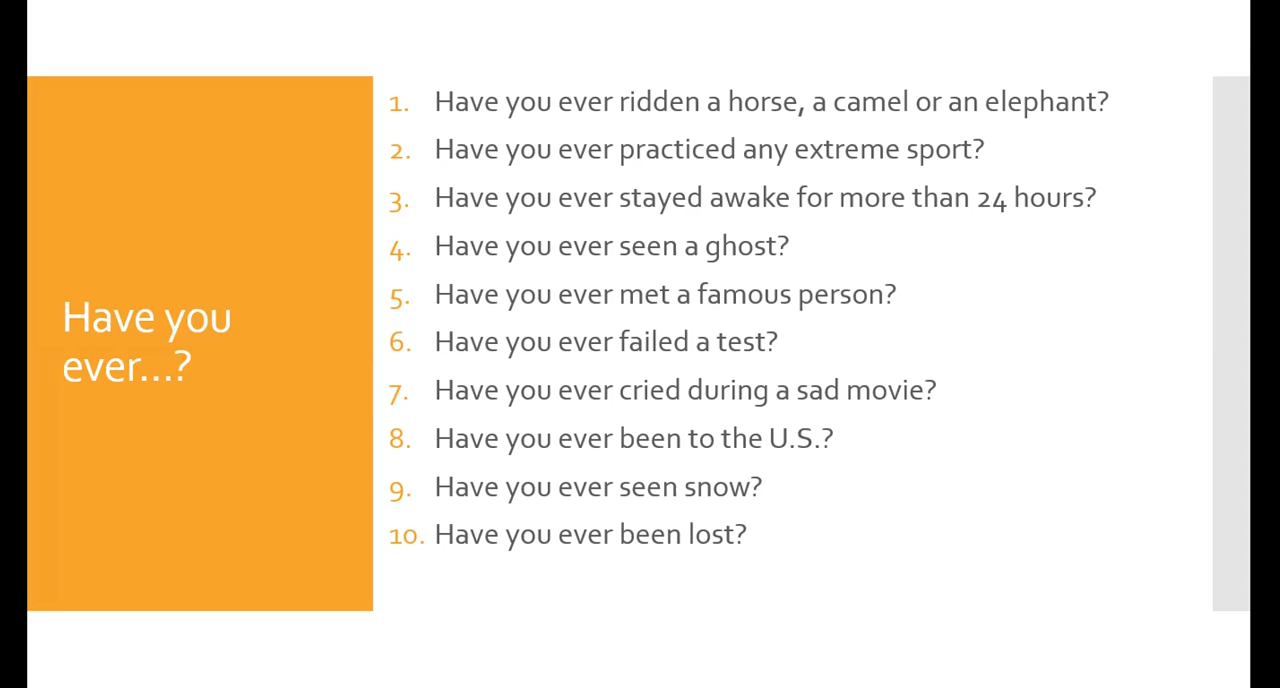 Have you
ever...?
1. Have you ever ridden a horse, a camel or an elephant?
2. Have you ever practiced any extreme sport?
3. Have you ever stayed awake for more than 24 hours?
4. Have you ever seen a ghost?
5. Have you ever met a famous person?
6. Have you ever failed a test?
7. Have you ever cried during a sad movie?
8. Have you ever been to the U.S.?
9. Have you ever seen snow?
10. Have you ever been lost?